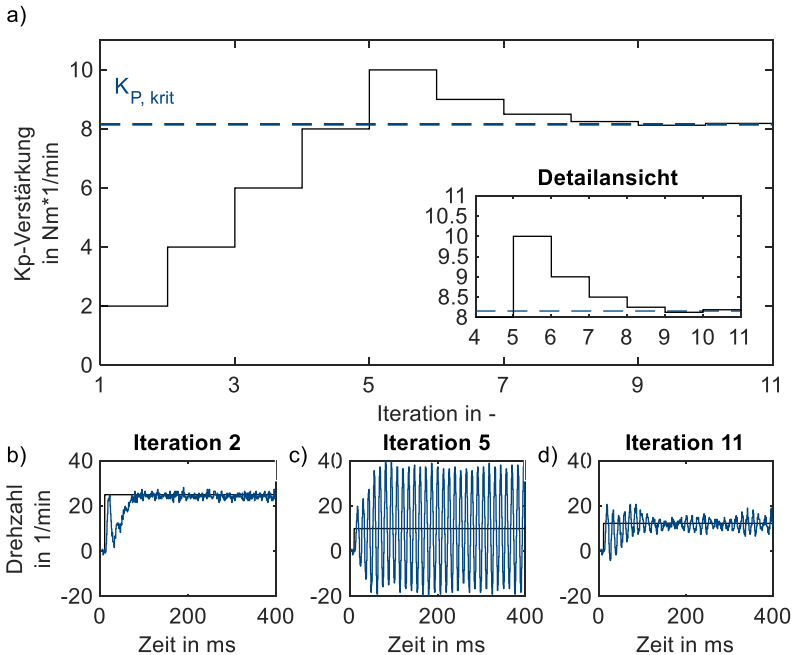 a)
10
8
6
4
2
0
Kp-Verstärkung
in Nm*1/min
K P, krit
Detailansicht
11
10.5
10
9.5
9
8.5
8
4 5 6 7 8 9 10 11
1 3 5 7 9 11
Iteration in -
b) Iteration 2
40
20
0
-20
Drehzahl
in 1/min
0 200 400
Zeit in ms
c) Iteration 5
40
20
0
-20
0 200 400
Zeit in ms
d) Iteration 11
40
20
0
-20
0 200 400
Zeit in ms